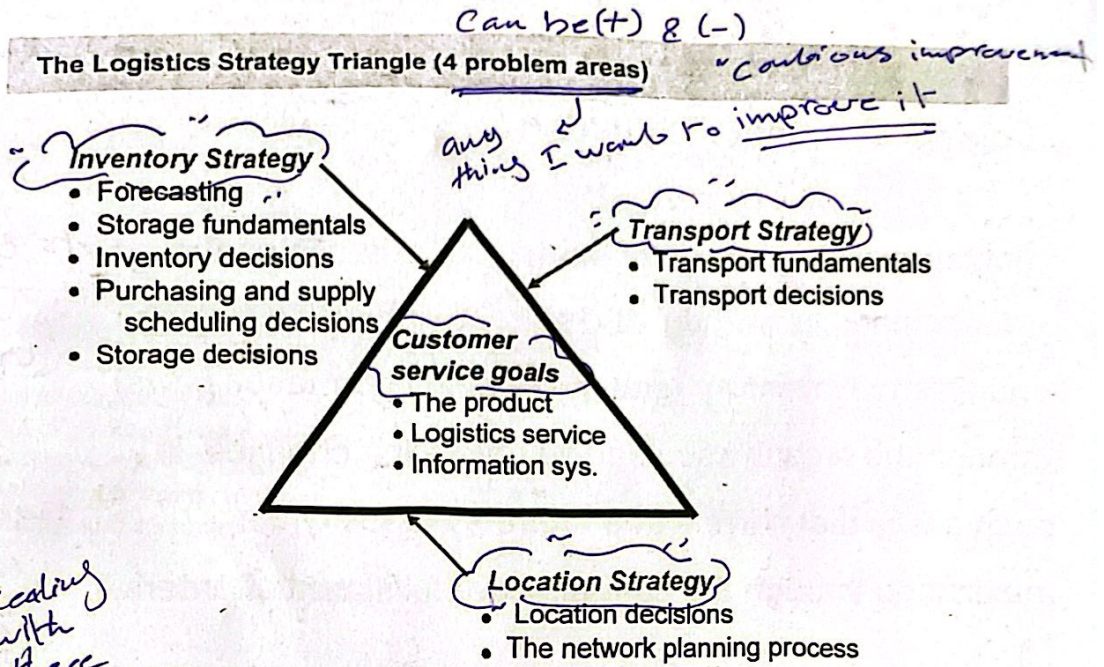 Can be (+) & (-)
The Logistics Strategy Triangle (4 problem areas)
improvement
any
thing I want to improve it
Inventory Strategy
• Forecasting
• Storage fundamentals
• Inventory decisions
• Purchasing and supply
scheduling decisions
• Storage decisions
Transport Strategy
• Transport fundamentals
• Transport decisions
Customer
service goals
• The product
• Logistics service
• Information sys.
Location Strategy
• Location decisions
• The network planning process
with